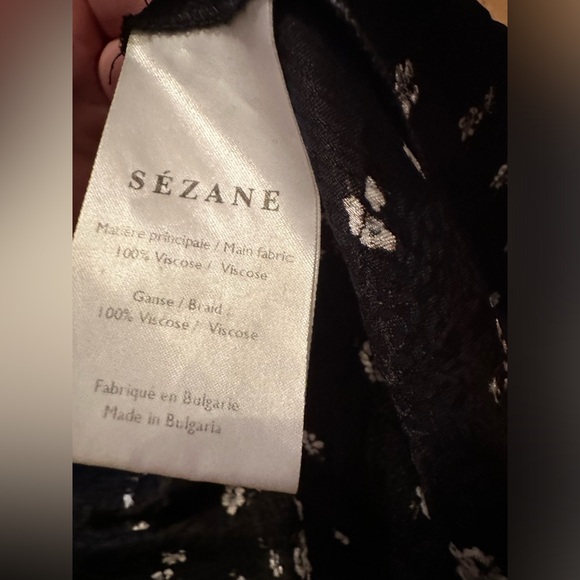 SÉZANE
Matière principale / Main fabric:
100% Viscose / Viscose
Ganse / Braid :
100% Viscose / Viscose
Fabriqué en Bulgarie
Made in Bulgaria